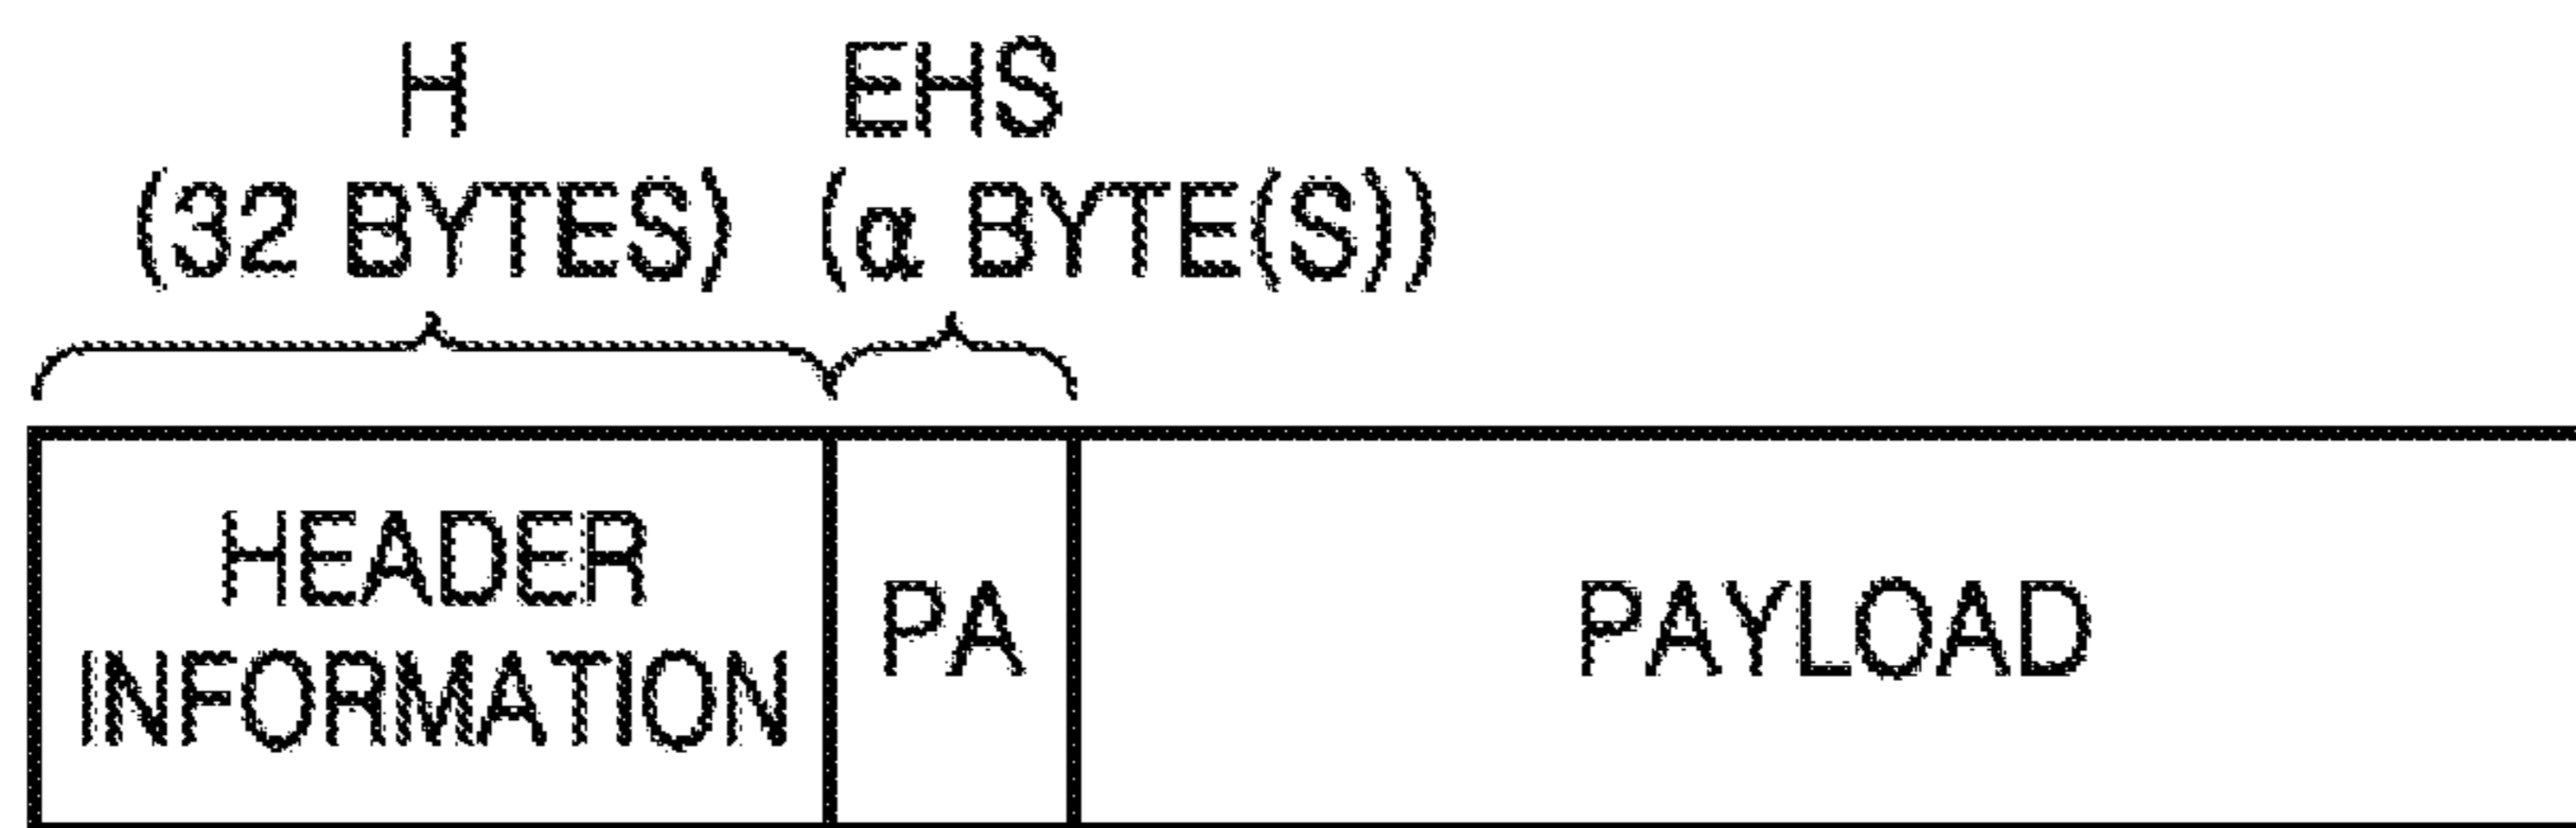 H
(32 BYTES)
EHS
(α BYTE(S))
HEADER
INFORMATION
PA
PAYLOAD